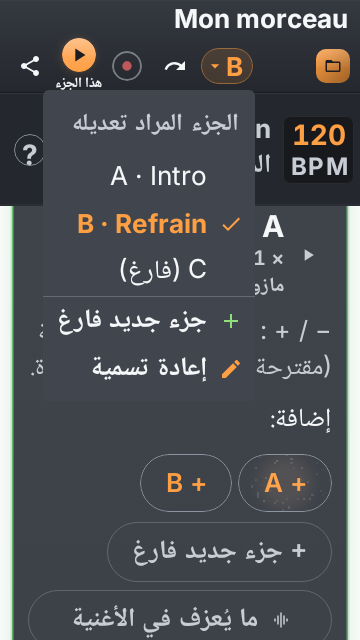 Mon morceau
B
هذا الجزء
120
BPM
?
الجزء المراد تعديله
A · Intro
B · Refrain
C (فارغ)
جزء جديد فارغ
إعادة تسمية
A
1 ×
– / + :
(مقترحة
إضافة:
A +
B +
+ جزء جديد فارغ
ما يُعزف في الأغنية